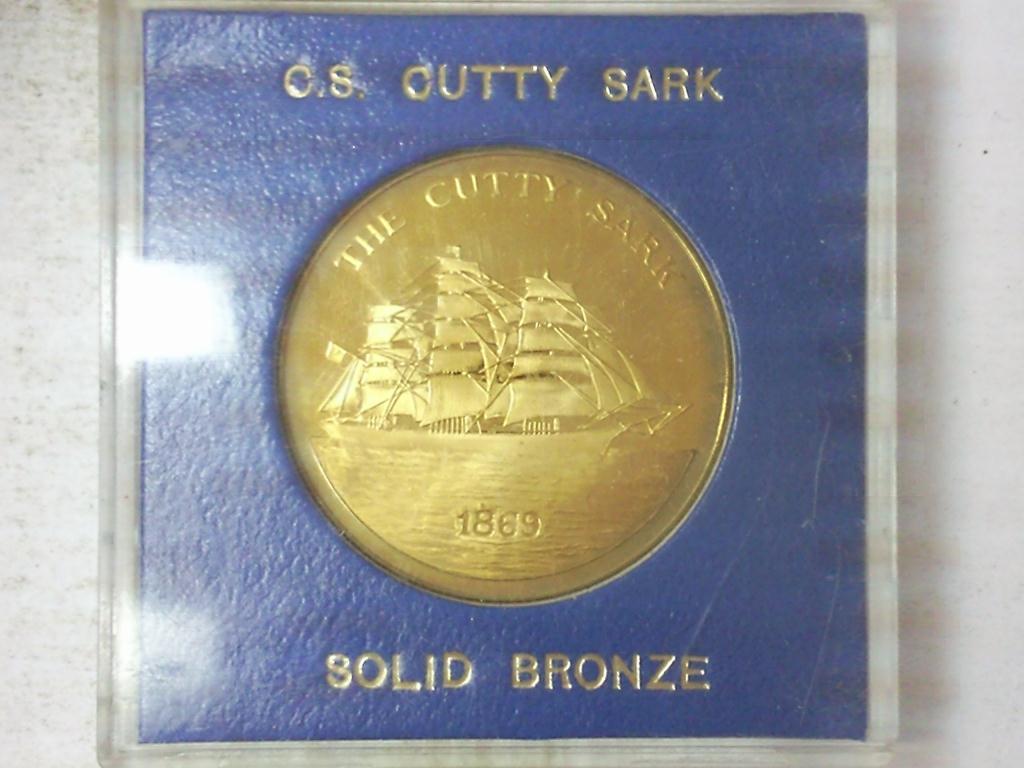 C.S. CUTTY SARK
THE CUTTY SARK
1869
SOLID BRONZE